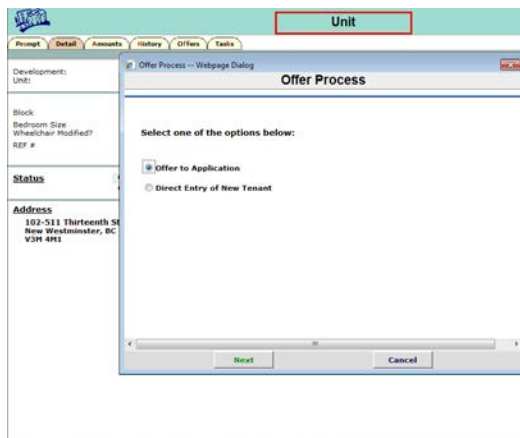 Unit
Prompt Detail Amounts History Offers Tasks
Development:
Unit:
Block
Bedroom Size
Wheelchair Modified?
REF #
Status
Address
102-511 Thirteenth St
New Westminster, BC
V3M 4M1
Offer Process -- Webpage Dialog
Offer Process
Select one of the options below:
Offer to Application
Direct Entry of New Tenant
Next Cancel